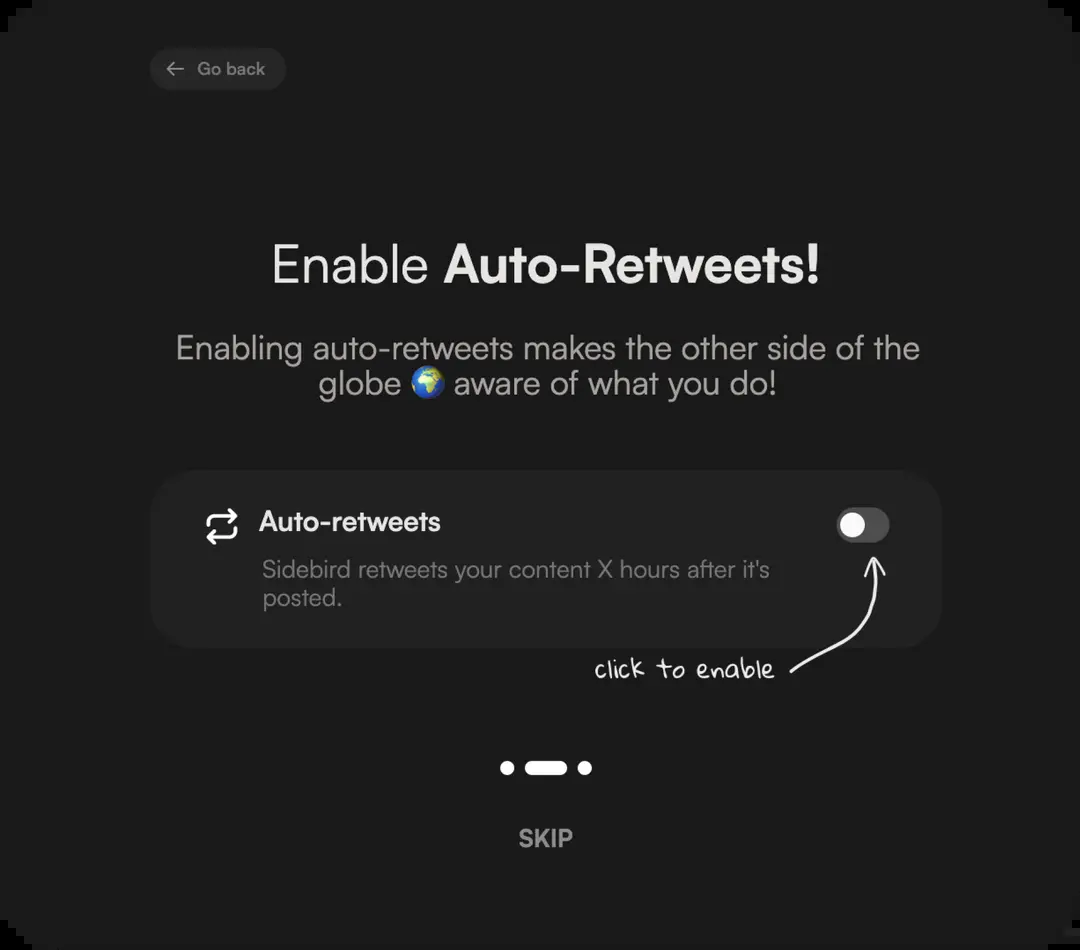 Go back
Enable Auto-Retweets!
Enabling auto-retweets makes the other side of the
globe 🌍 aware of what you do!
Auto-retweets
Sidebird retweets your content X hours after it's
posted.
click to enable
SKIP